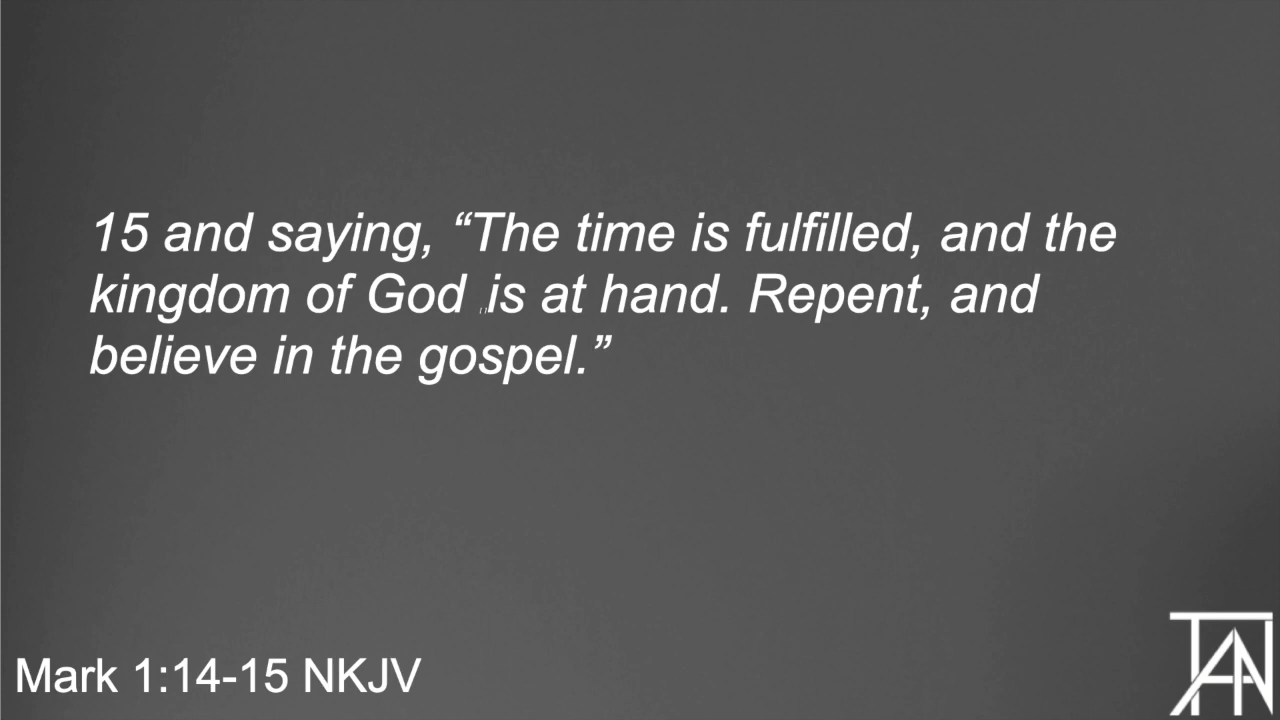 15 and saying, “The time is fulfilled, and the
kingdom of God is at hand. Repent, and
believe in the gospel.”
Mark 1:14-15 NKJV